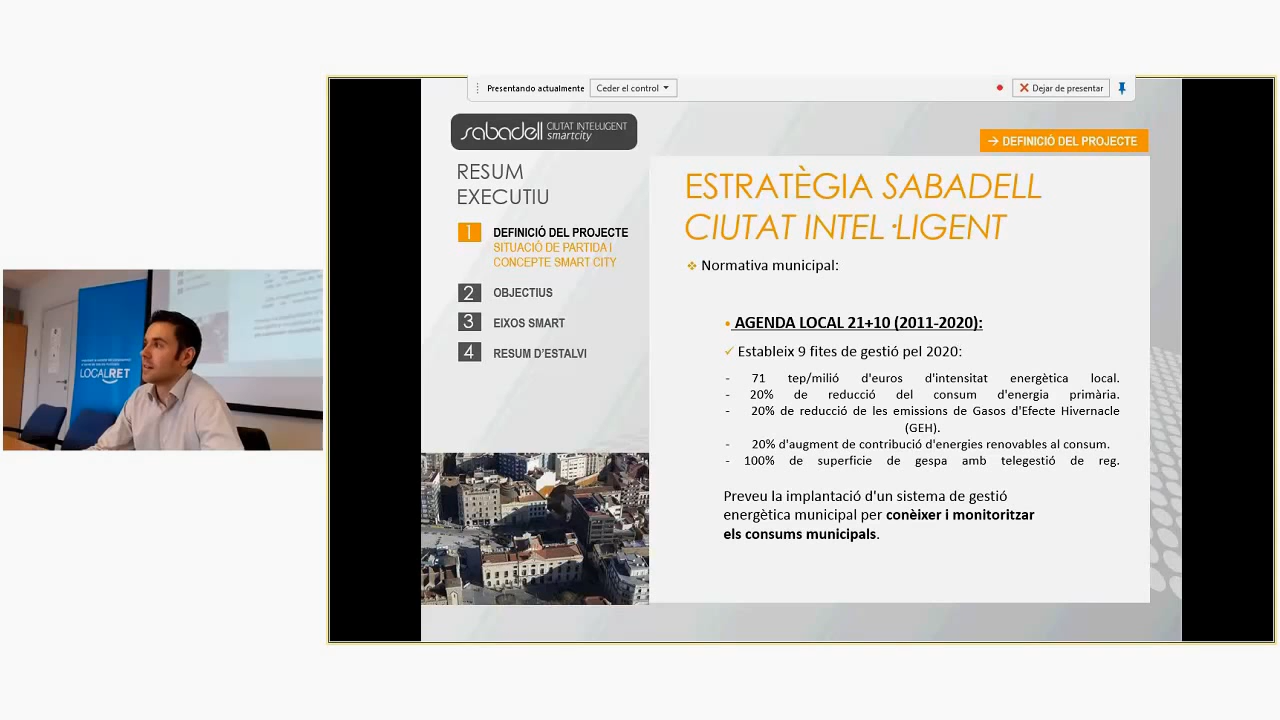 Presentando actualmente
Ceder el control
Dejar de presentar
sabadell CIUTAT INTEL·LIGENT
smartcity
→ DEFINICIÒ DEL PROJECTE
RESUM
EXECUTIU
1 DEFINICIÓ DEL PROJECTE
SITUACIÓ DE PARTIDA I
CONCEPTE SMART CITY
2 OBJECTIUS
3 EIXOS SMART
4 RESUM D'ESTALVI
ESTRATÈGIA SABADELL
CIUTAT INTEL·LIGENT
❖ Normativa municipal:
• AGENDA LOCAL 21+10 (2011-2020):
✓ Estableix 9 fites de gestió pel 2020:
- 71 tep/milió d'euros d'intensitat energètica local.
- 20% de reducció del consum d'energia primària.
- 20% de reducció de les emissions de Gasos d'Efecte Hivernacle
(GEH).
- 20% d'augment de contribució d'energies renovables al consum.
- 100% de superficie de gespa amb telegestió de reg.
Preveu la implantació d'un sistema de gestió
energètica municipal per conèixer i monitoritzar
els consums municipals.
LOCALRET